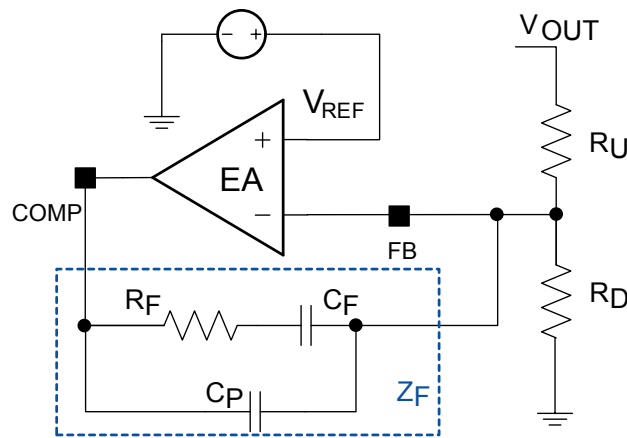 VOUT
VREF
RU
+
EA
−
COMP
FB
RF
CF
RD
CP
ZF
− +